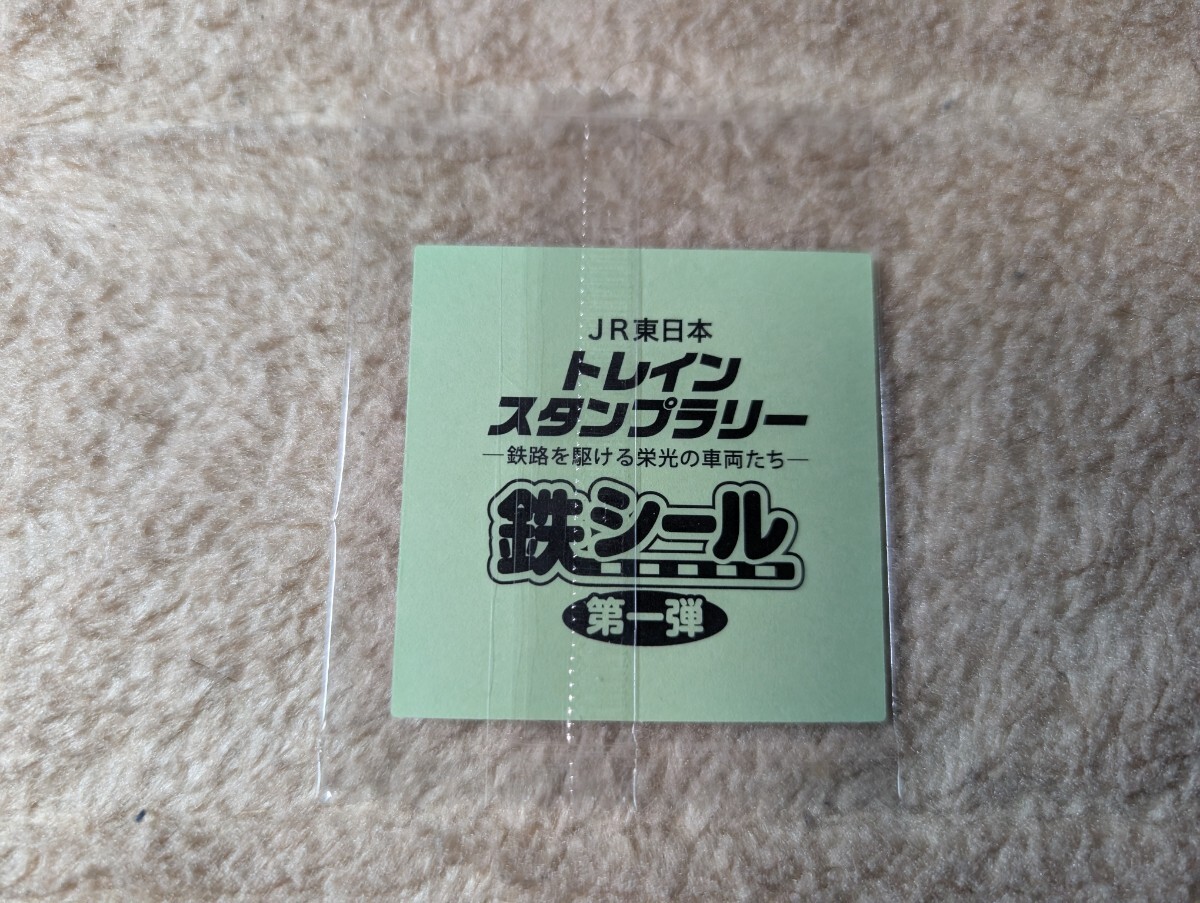 JR東日本
トレイン
スタンプラリー
―鉄路を駆ける栄光の車両たち―
鉄シール
第一弾